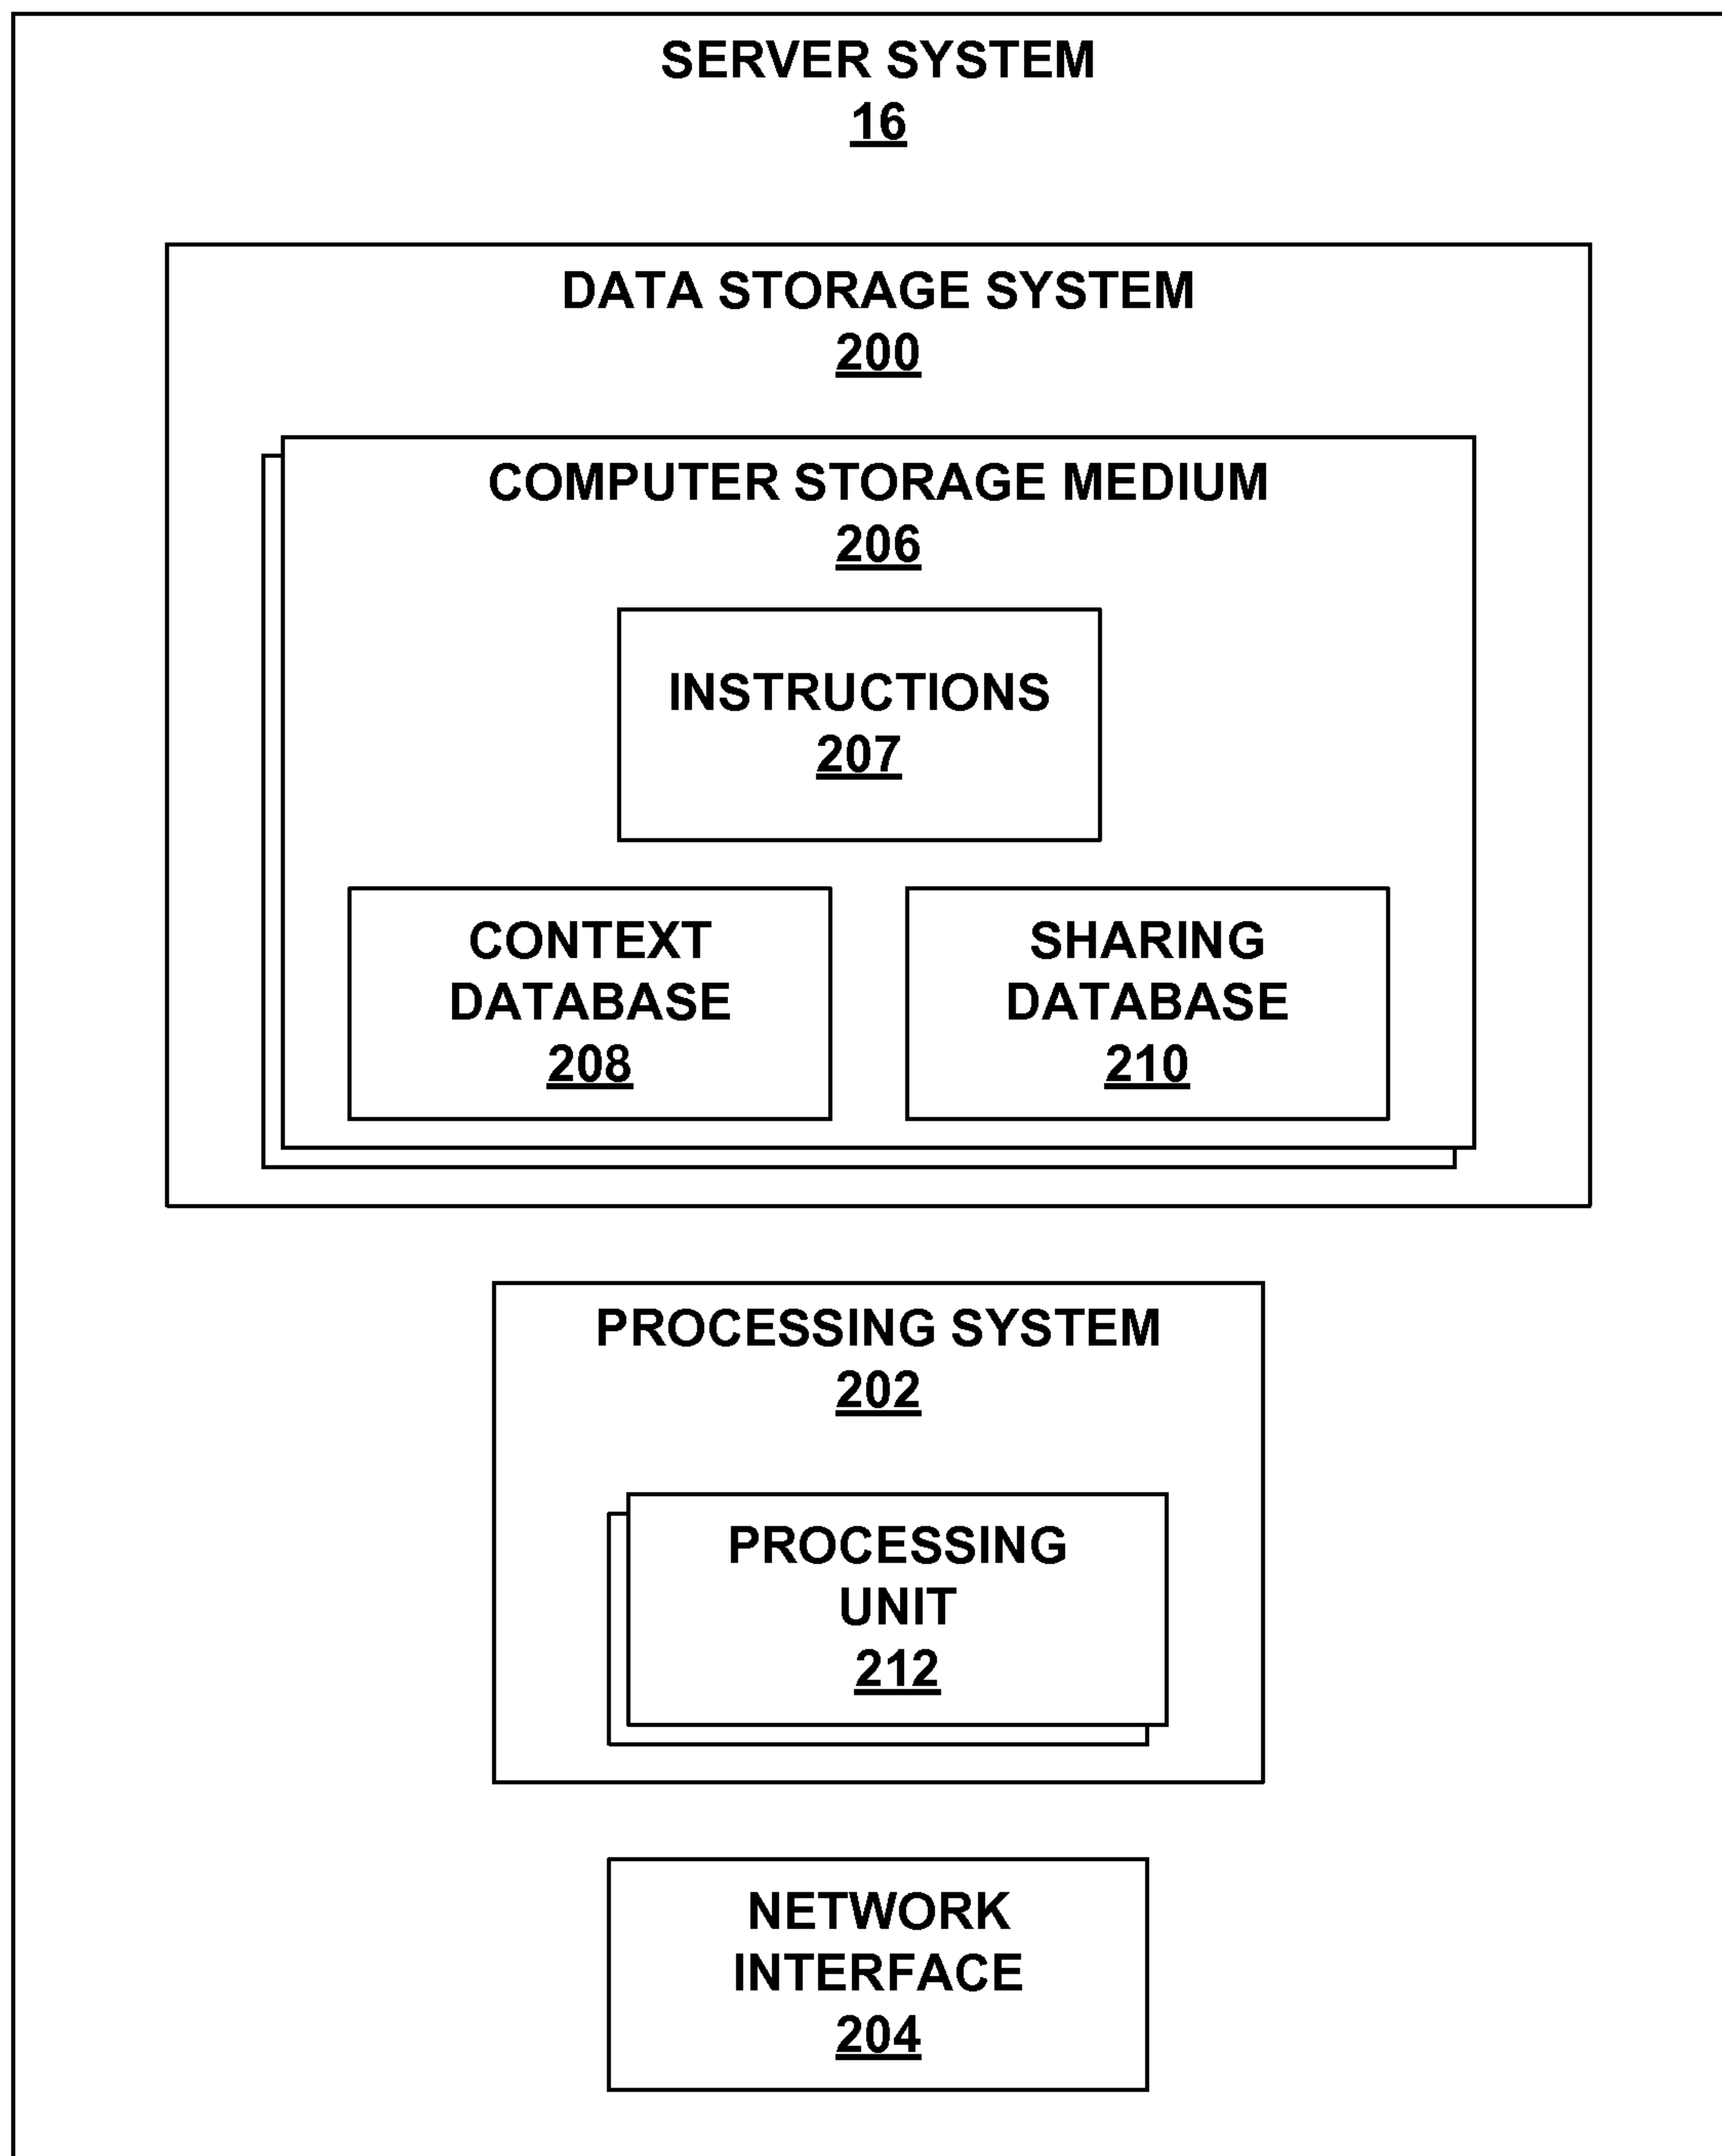 SERVER SYSTEM
16
DATA STORAGE SYSTEM
200
COMPUTER STORAGE MEDIUM
206
INSTRUCTIONS
207
CONTEXT
DATABASE
208
SHARING
DATABASE
210
PROCESSING SYSTEM
202
PROCESSING
UNIT
212
NETWORK
INTERFACE
204